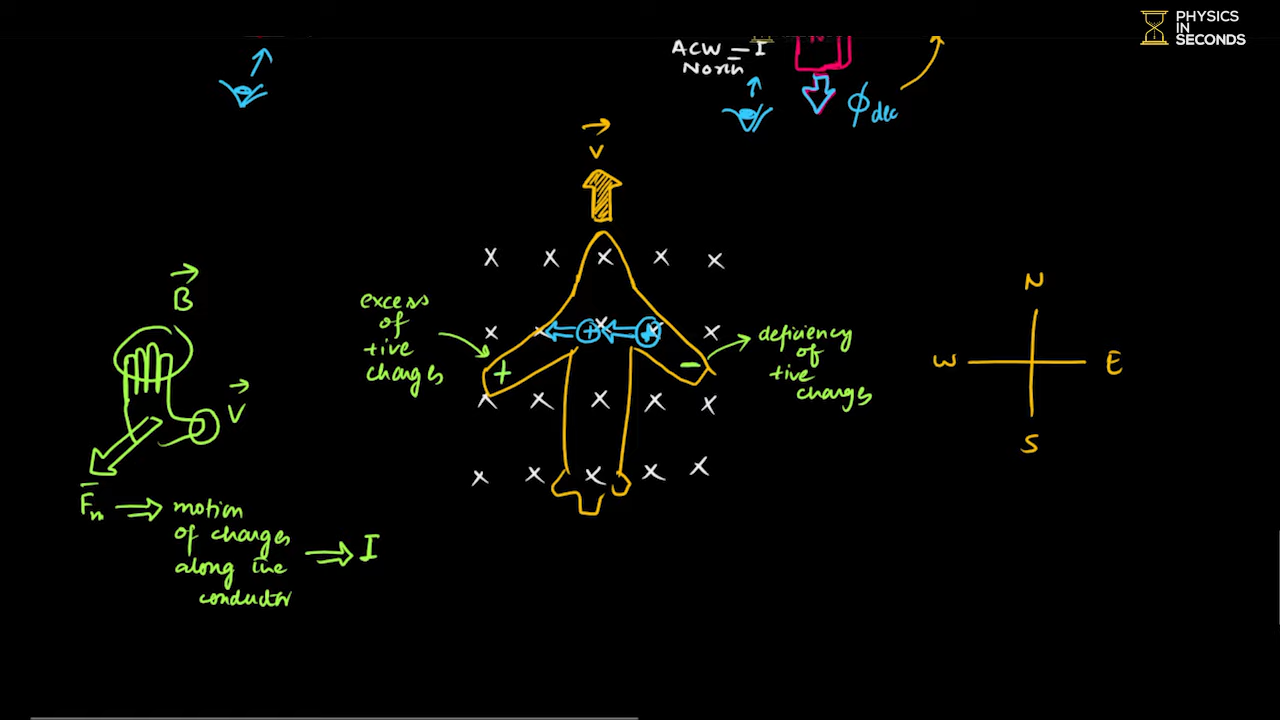 PHYSICS
IN
SECONDS
ACW – I
North
ϕdec
v
B
V
Fm
motion
of charges
along the
conductor
I
excess
of
+ive
charges
+
+
+
-
deficiency
of
+ive
charges
x x x x x
x x x x x
x x x x x
x x x x x
N
W E
S